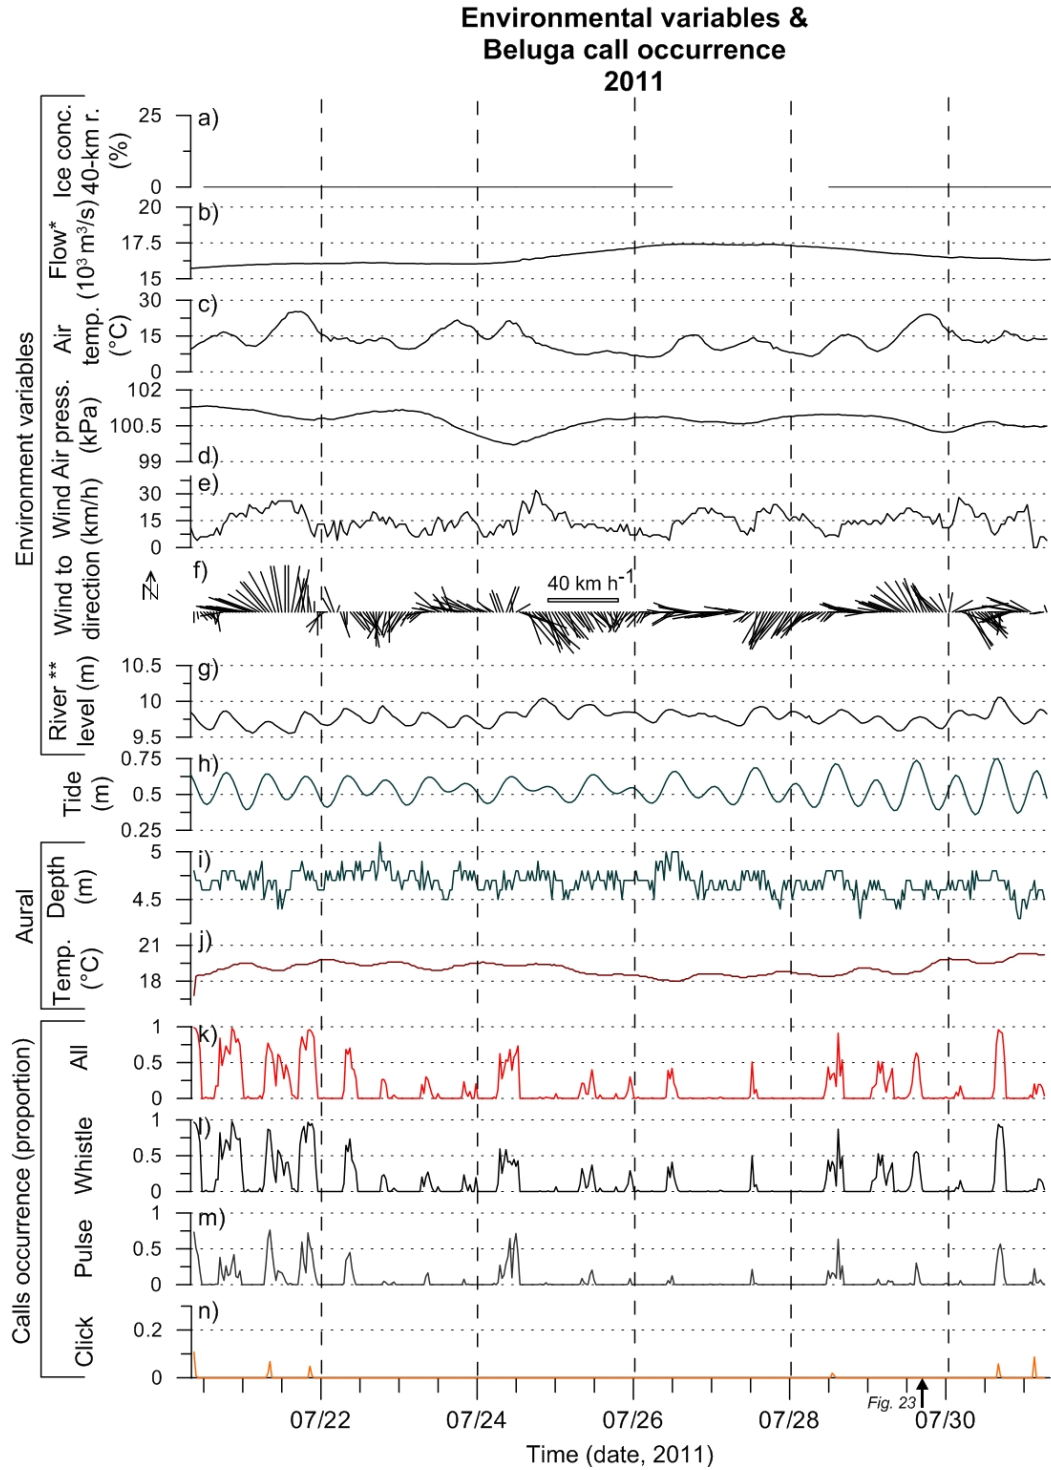 Environmental variables &
Beluga call occurrence
2011
Environment variables
Ice conc.
40-km r.
(%)
a)
25
0
Flow*
(10³ m³/s)
b)
20
17.5
15
Air
temp.
(°C)
c)
30
15
0
Air press.
(kPa)
d)
102
100.5
99
Wind
(km/h)
e)
30
15
0
Wind to
direction
N
f)
40 km h⁻¹
River **
level (m)
g)
10.5
10
9.5
Tide
(m)
h)
0.75
0.5
0.25
Aural
Depth
(m)
i)
5
4.5
Temp.
(°C)
j)
21
18
Calls occurrence (proportion)
All
k)
1
0.5
0
Whistle
l)
1
0.5
0
Pulse
m)
1
0.5
0
Click
n)
0.2
0
Fig. 23
07/22
07/24
07/26
07/28
07/30
Time (date, 2011)